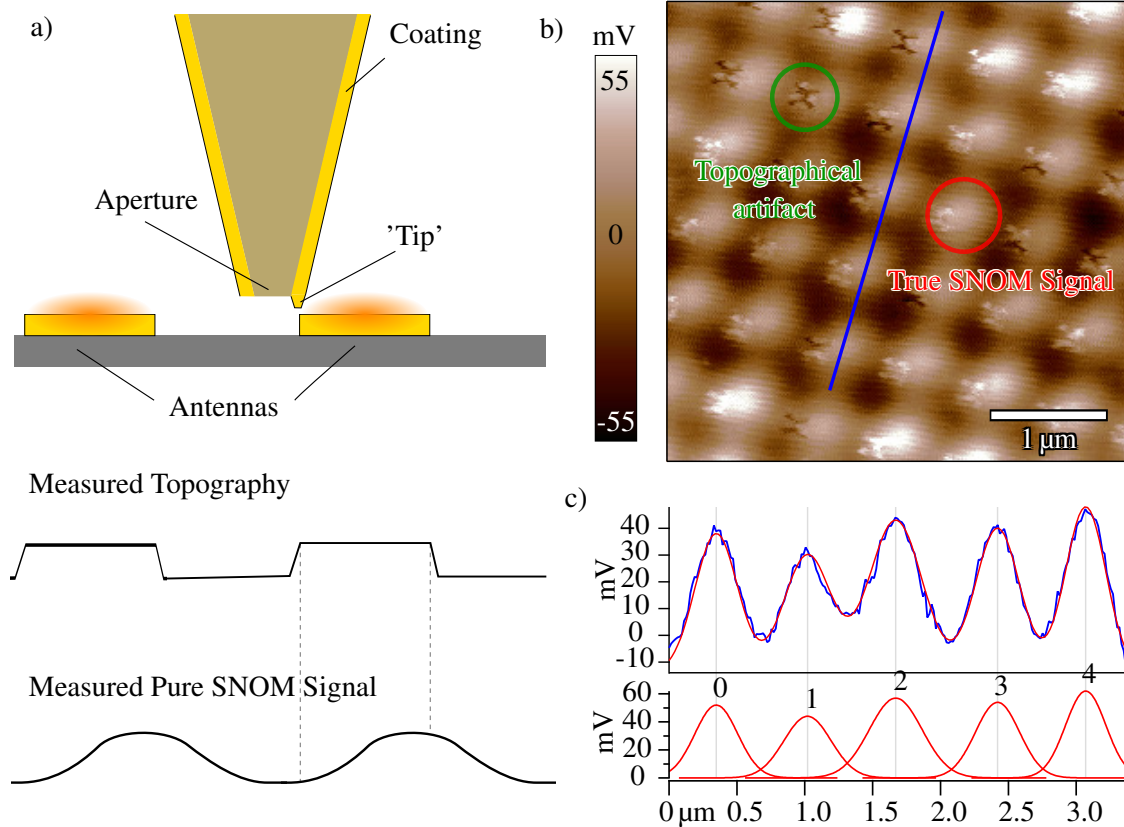 a)
Coating
Aperture
'Tip'
Antennas
Measured Topography
Measured Pure SNOM Signal
b)
mV
55
0
-55
Topographical
artifact
True SNOM Signal
1 µm
c)
40
30
20
10
0
-10
mV
0
1
2
3
4
60
40
20
0
mV
0 µm
0.5
1.0
1.5
2.0
2.5
3.0